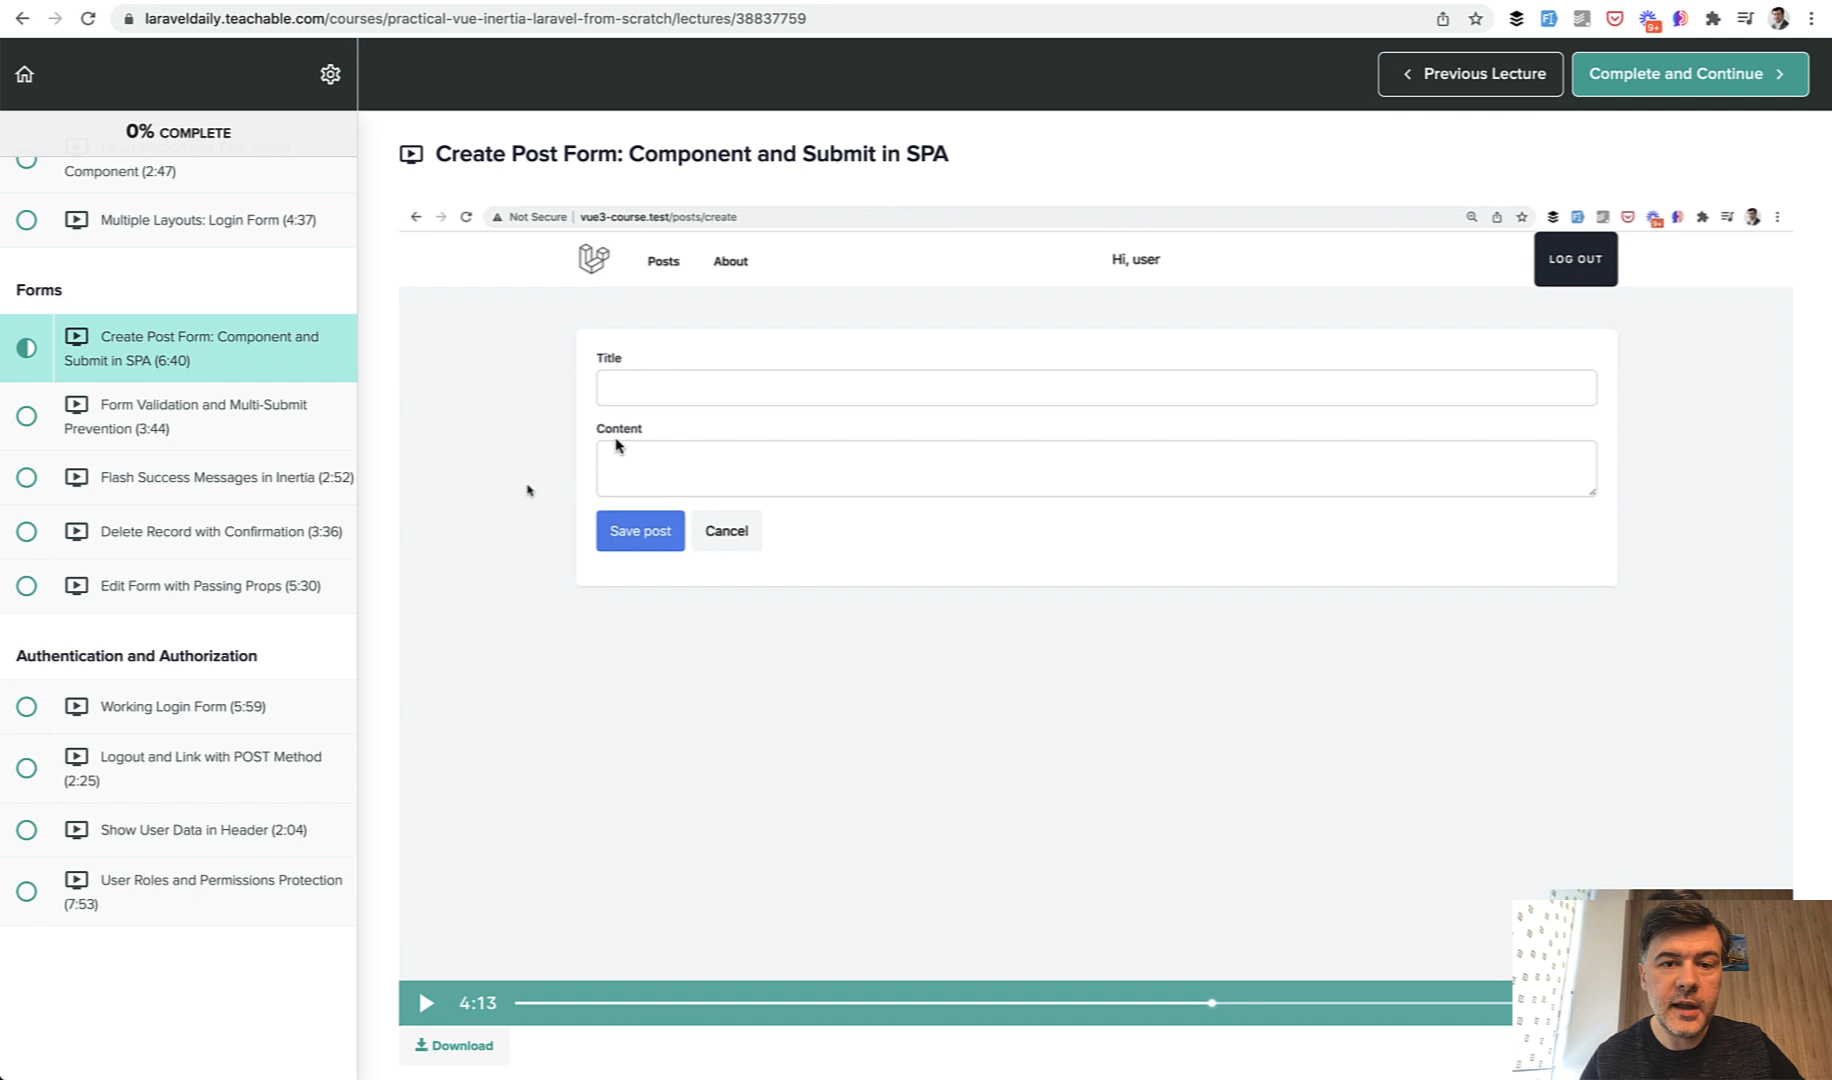 laraveldaily.teachable.com/courses/practical-vue-inertia-laravel-from-scratch/lectures/38837759
9+
Previous Lecture
Complete and Continue
0% COMPLETE
Component (2:47)
Multiple Layouts: Login Form (4:37)
Forms
Create Post Form: Component and
Submit in SPA (6:40)
Form Validation and Multi-Submit
Prevention (3:44)
Flash Success Messages in Inertia (2:52)
Delete Record with Confirmation (3:36)
Edit Form with Passing Props (5:30)
Authentication and Authorization
Working Login Form (5:59)
Logout and Link with POST Method
(2:25)
Show User Data in Header (2:04)
User Roles and Permissions Protection
(7:53)
Create Post Form: Component and Submit in SPA
Not Secure | vue3-course.test/posts/create
Posts
About
Hi, user
LOG OUT
Title
Content
Save post
Cancel
4:13
Download